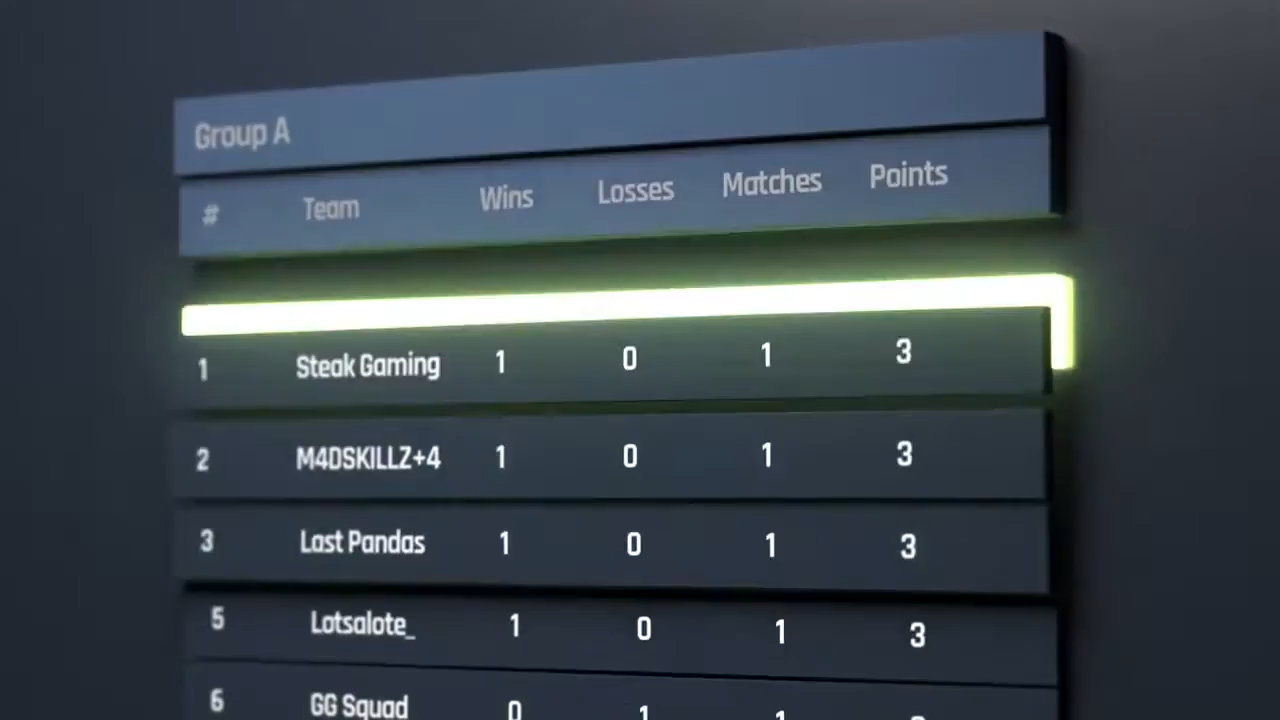 Group A
# Team Wins Losses Matches Points
1 Steak Gaming 1 0 1 3
2 M4DSKILLZ+4 1 0 1 3
3 Last Pandas 1 0 1 3
5 Lotsalote_ 1 0 1 3
6 GG Squad 0 1 1